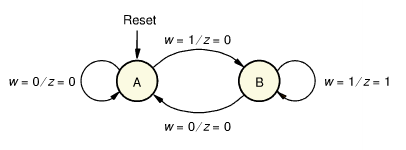 Reset
w = 1/z = 0
w = 0/z = 0
A
B
w = 1/z = 1
w = 0/z = 0